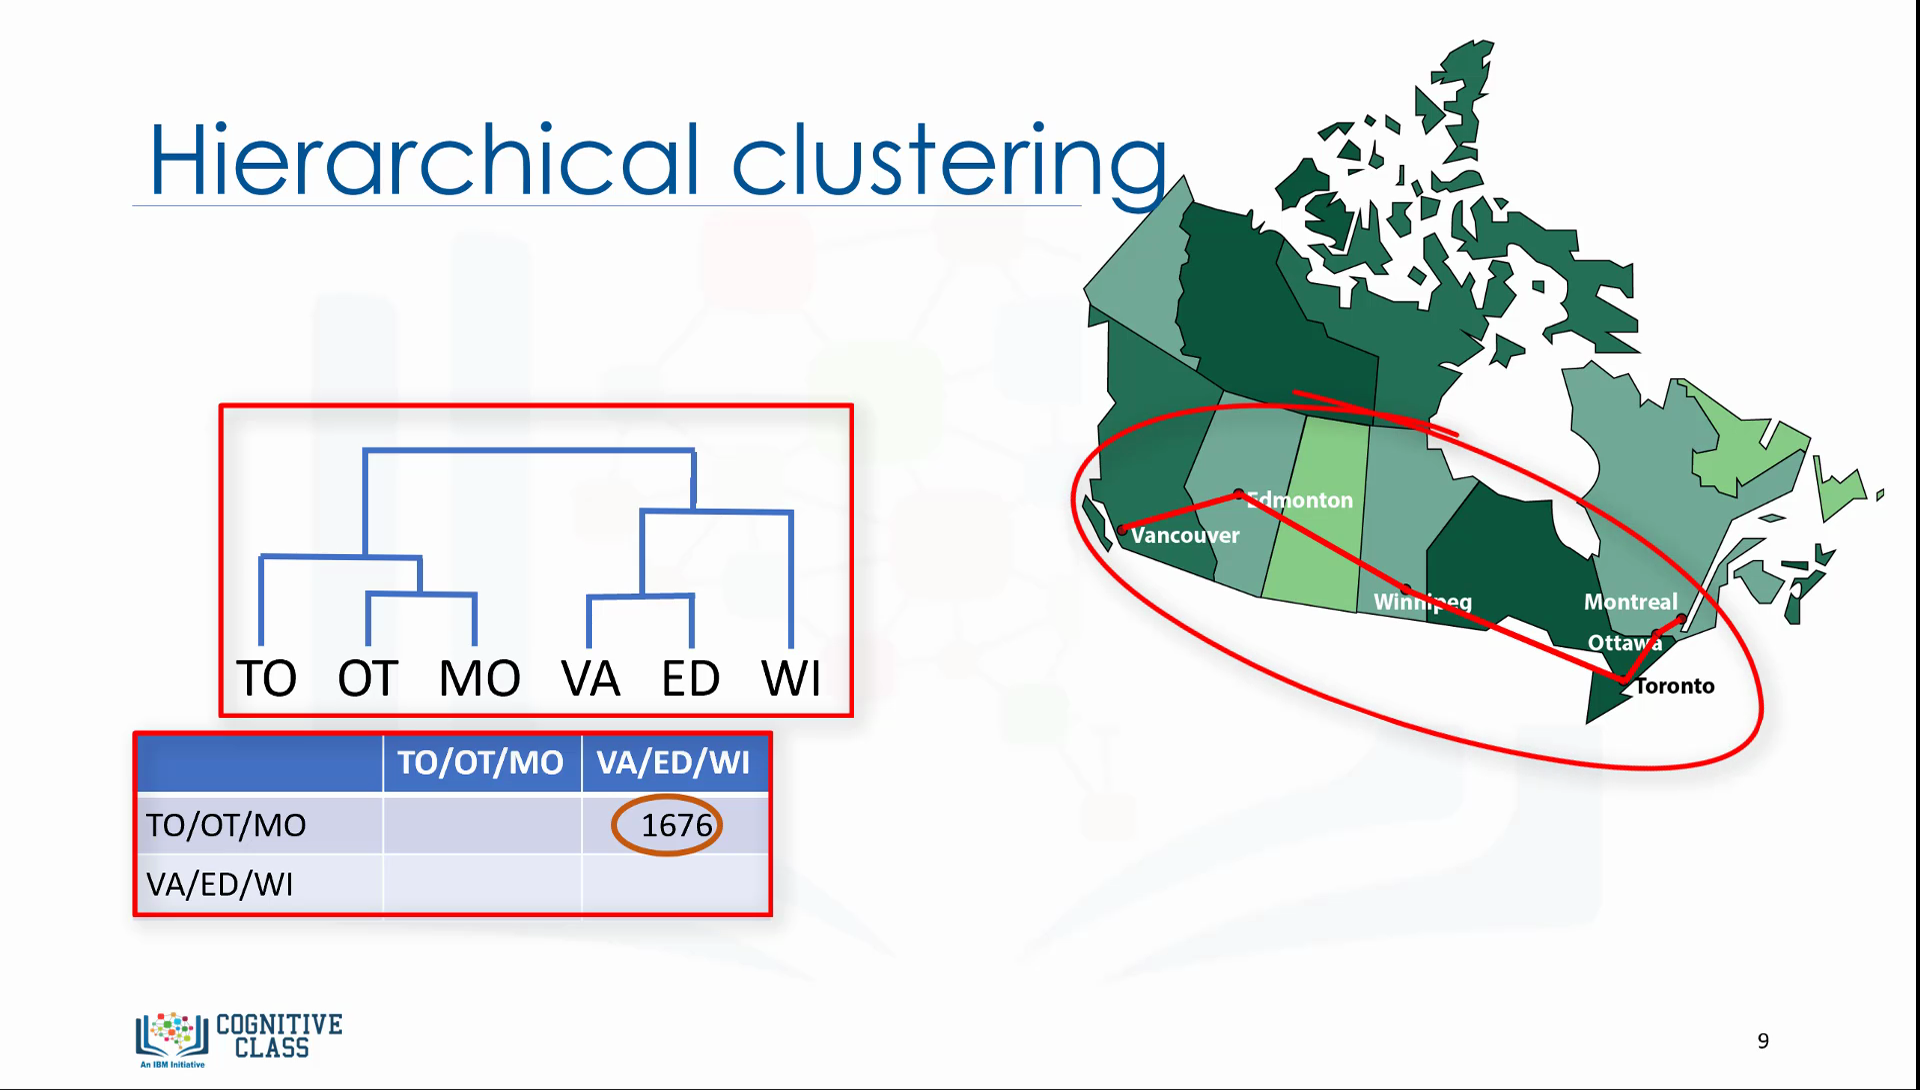 Hierarchical clustering
Edmonton
Vancouver
Winnipeg
Montreal
Ottawa
Toronto
TO OT MO VA ED WI
TO/OT/MO VA/ED/WI
TO/OT/MO 1676
VA/ED/WI
COGNITIVE
CLASS
An IBM Initiative
9